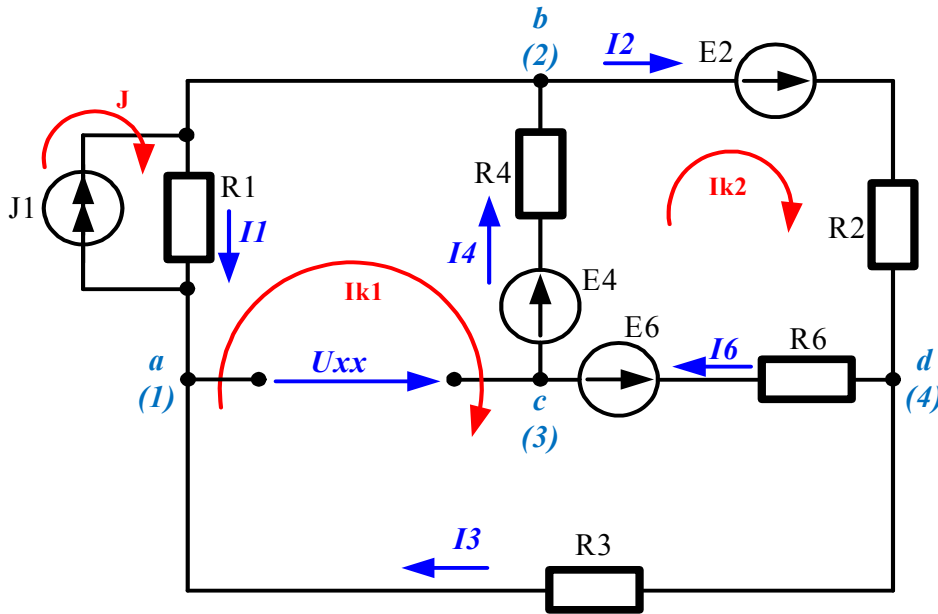 b
(2)
I2
E2
J
J1
R1
I1
R4
Ik2
R2
I4
Ik1
E4
E6
a
(1)
Uxx
c
(3)
I6
R6
d
(4)
I3
R3